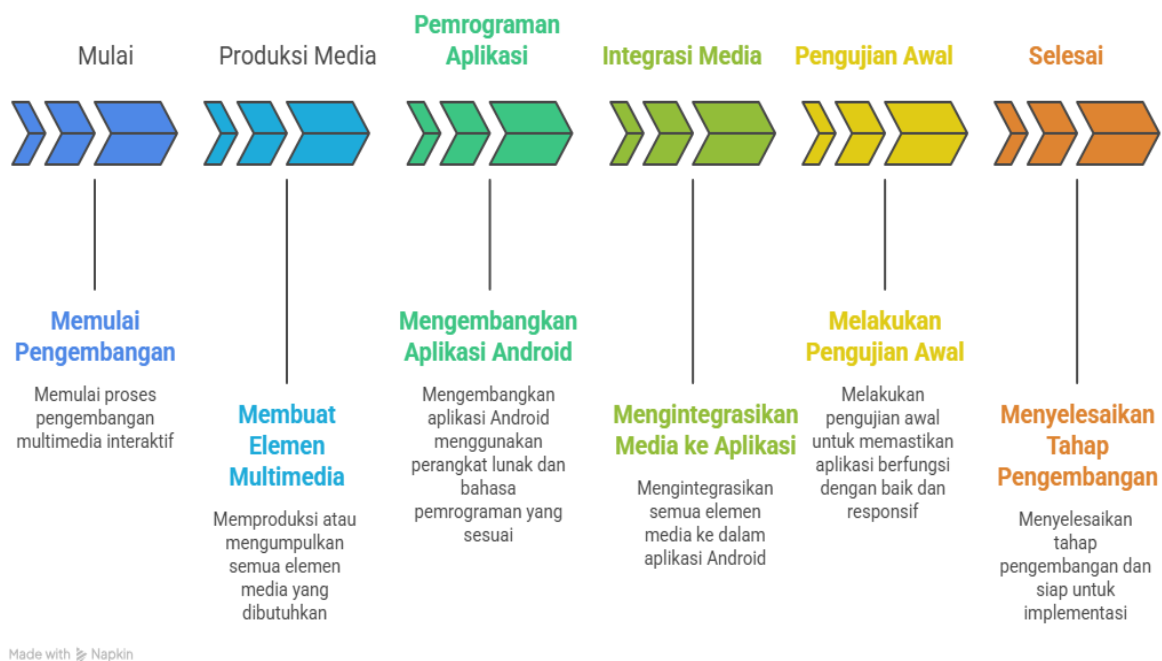 Mulai
Produksi Media
Pemrograman
Aplikasi
Integrasi Media
Pengujian Awal
Selesai
Memulai
Pengembangan
Memulai proses
pengembangan
multimedia interaktif
Membuat
Elemen
Multimedia
Memproduksi atau
mengumpulkan
semua elemen
media yang
dibutuhkan
Mengembangkan
Aplikasi Android
Mengembangkan
aplikasi Android
menggunakan
perangkat lunak dan
bahasa
pemrograman yang
sesuai
Mengintegrasikan
Media ke Aplikasi
Mengintegrasikan
semua elemen
media ke dalam
aplikasi Android
Melakukan
Pengujian Awal
Melakukan
pengujian awal
untuk memastikan
aplikasi berfungsi
dengan baik dan
responsif
Menyelesaikan
Tahap
Pengembangan
Menyelesaikan
tahap
pengembangan dan
siap untuk
implementasi
Made with Napkin